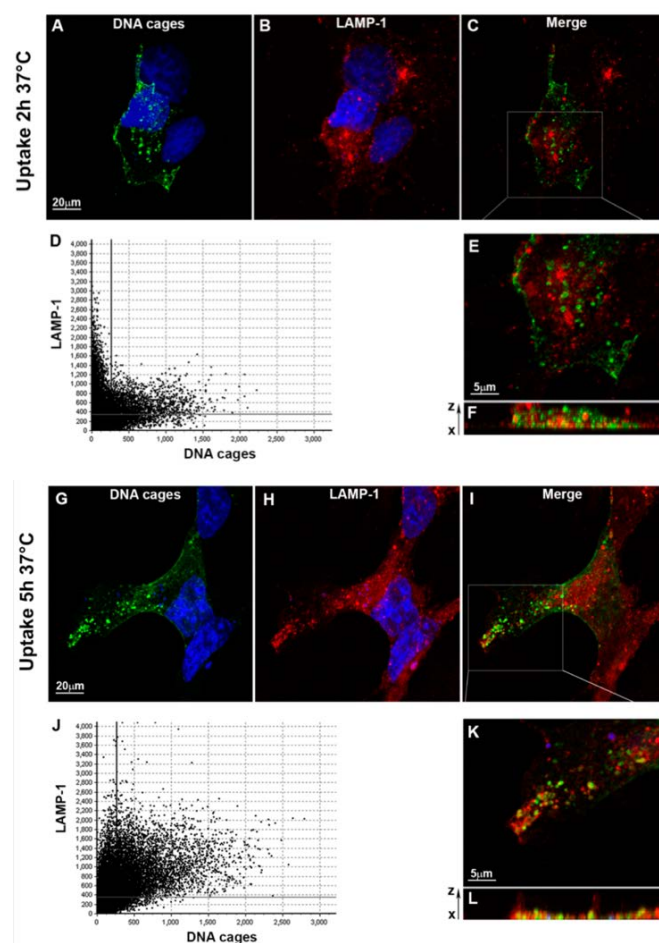 Uptake 2h 37°C
A DNA cages
B LAMP-1
C Merge
20µm
D
LAMP-1
4,000
3,800
3,600
3,400
3,200
3,000
2,800
2,600
2,400
2,200
2,000
1,800
1,600
1,400
1,200
1,000
800
600
400
200
0
0 500 1,000 1,500 2,000 2,500 3,000
DNA cages
E
5µm
z
x
F
Uptake 5h 37°C
G DNA cages
H LAMP-1
I Merge
20µm
J
LAMP-1
4,000
3,800
3,600
3,400
3,200
3,000
2,800
2,600
2,400
2,200
2,000
1,800
1,600
1,400
1,200
1,000
800
600
400
200
0
0 500 1,000 1,500 2,000 2,500 3,000
DNA cages
K
5µm
z
x
L